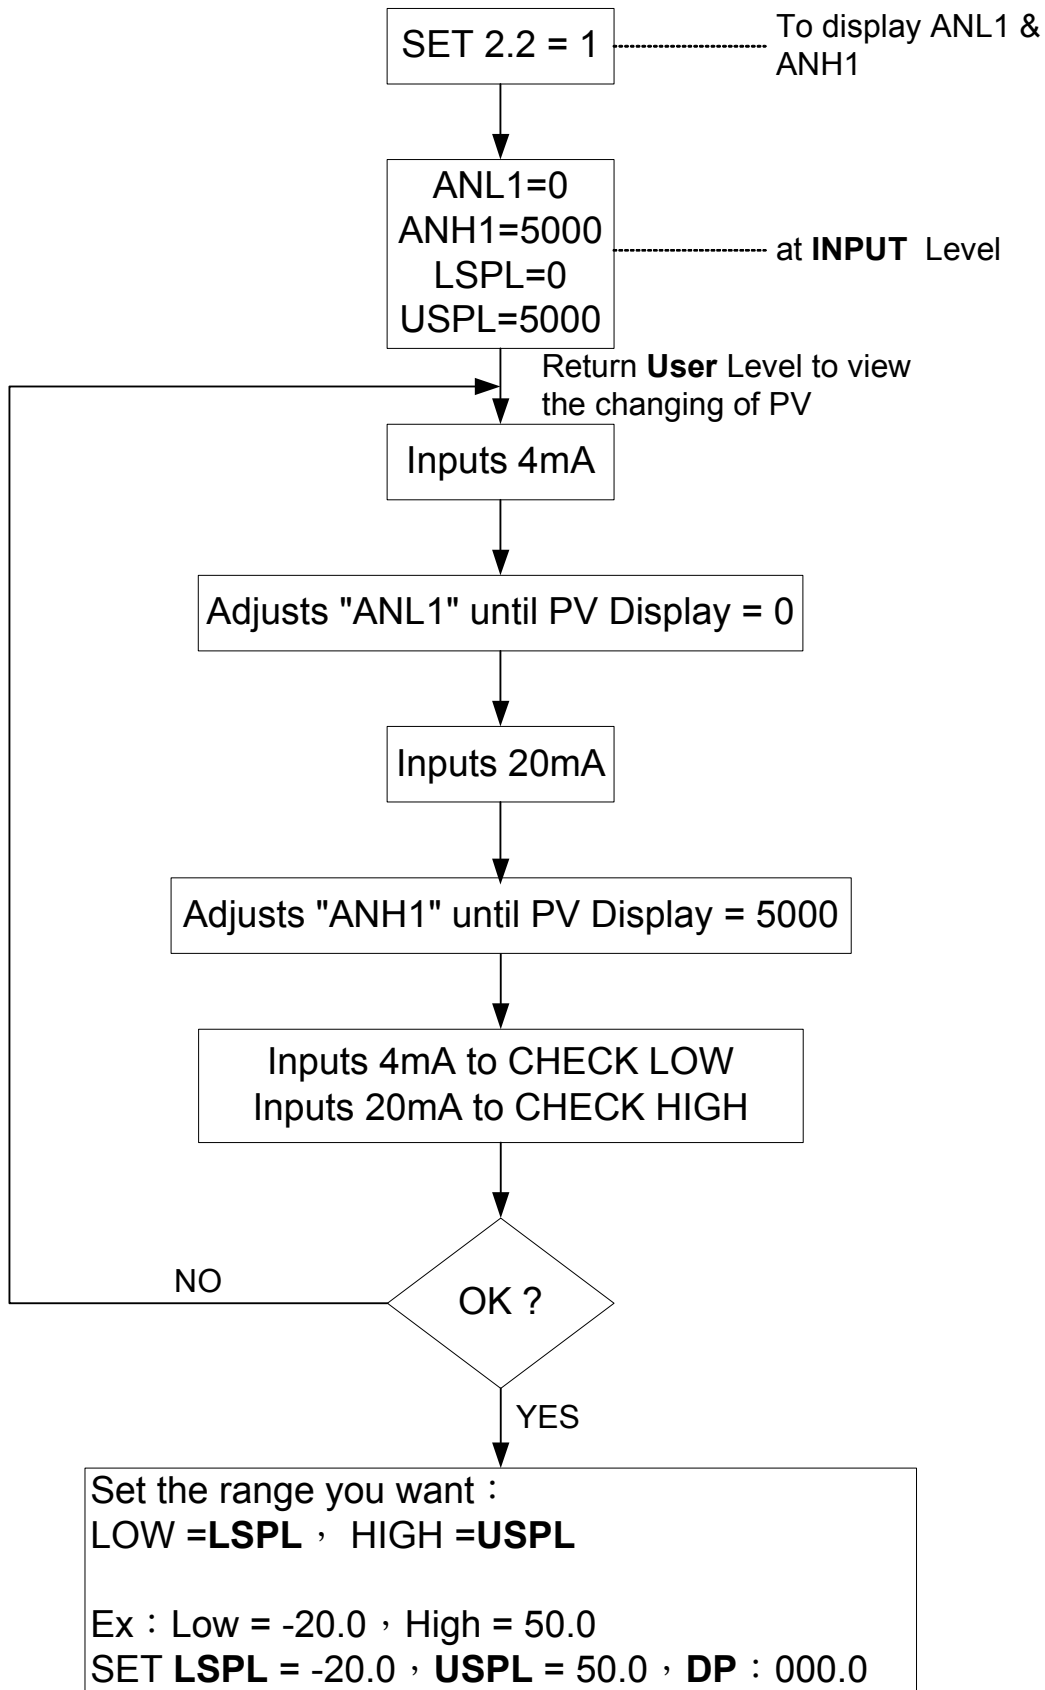 SET 2.2 = 1
To display ANL1 &
ANH1
ANL1=0
ANH1=5000
LSPL=0
USPL=5000
at INPUT Level
Return User Level to view
the changing of PV
Inputs 4mA
Adjusts "ANL1" until PV Display = 0
Inputs 20mA
Adjusts "ANH1" until PV Display = 5000
Inputs 4mA to CHECK LOW
Inputs 20mA to CHECK HIGH
OK ?
NO
YES
Set the range you want：
LOW =LSPL， HIGH =USPL
Ex：Low = -20.0，High = 50.0
SET LSPL = -20.0，USPL = 50.0，DP：000.0